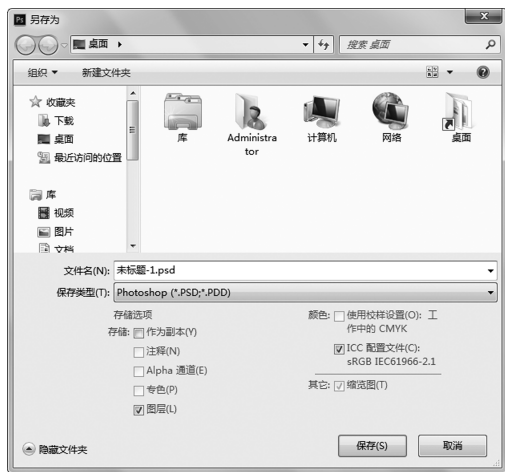 Ps 另存为
桌面
搜索 桌面
组织 新建文件夹
收藏夹
下载
桌面
最近访问的位置
库
视频
图片
文档
库
Administra
tor
计算机
网络
桌面
文件名(N): 未标题-1.psd
保存类型(T): Photoshop (*.PSD;*.PDD)
存储选项
存储: 作为副本(Y)
注释(N)
Alpha 通道(E)
专色(P)
图层(L)
颜色: 使用校样设置(O): 工
作中的 CMYK
ICC 配置文件(C):
sRGB IEC61966-2.1
其它: 缩览图(T)
隐藏文件夹
保存(S) 取消